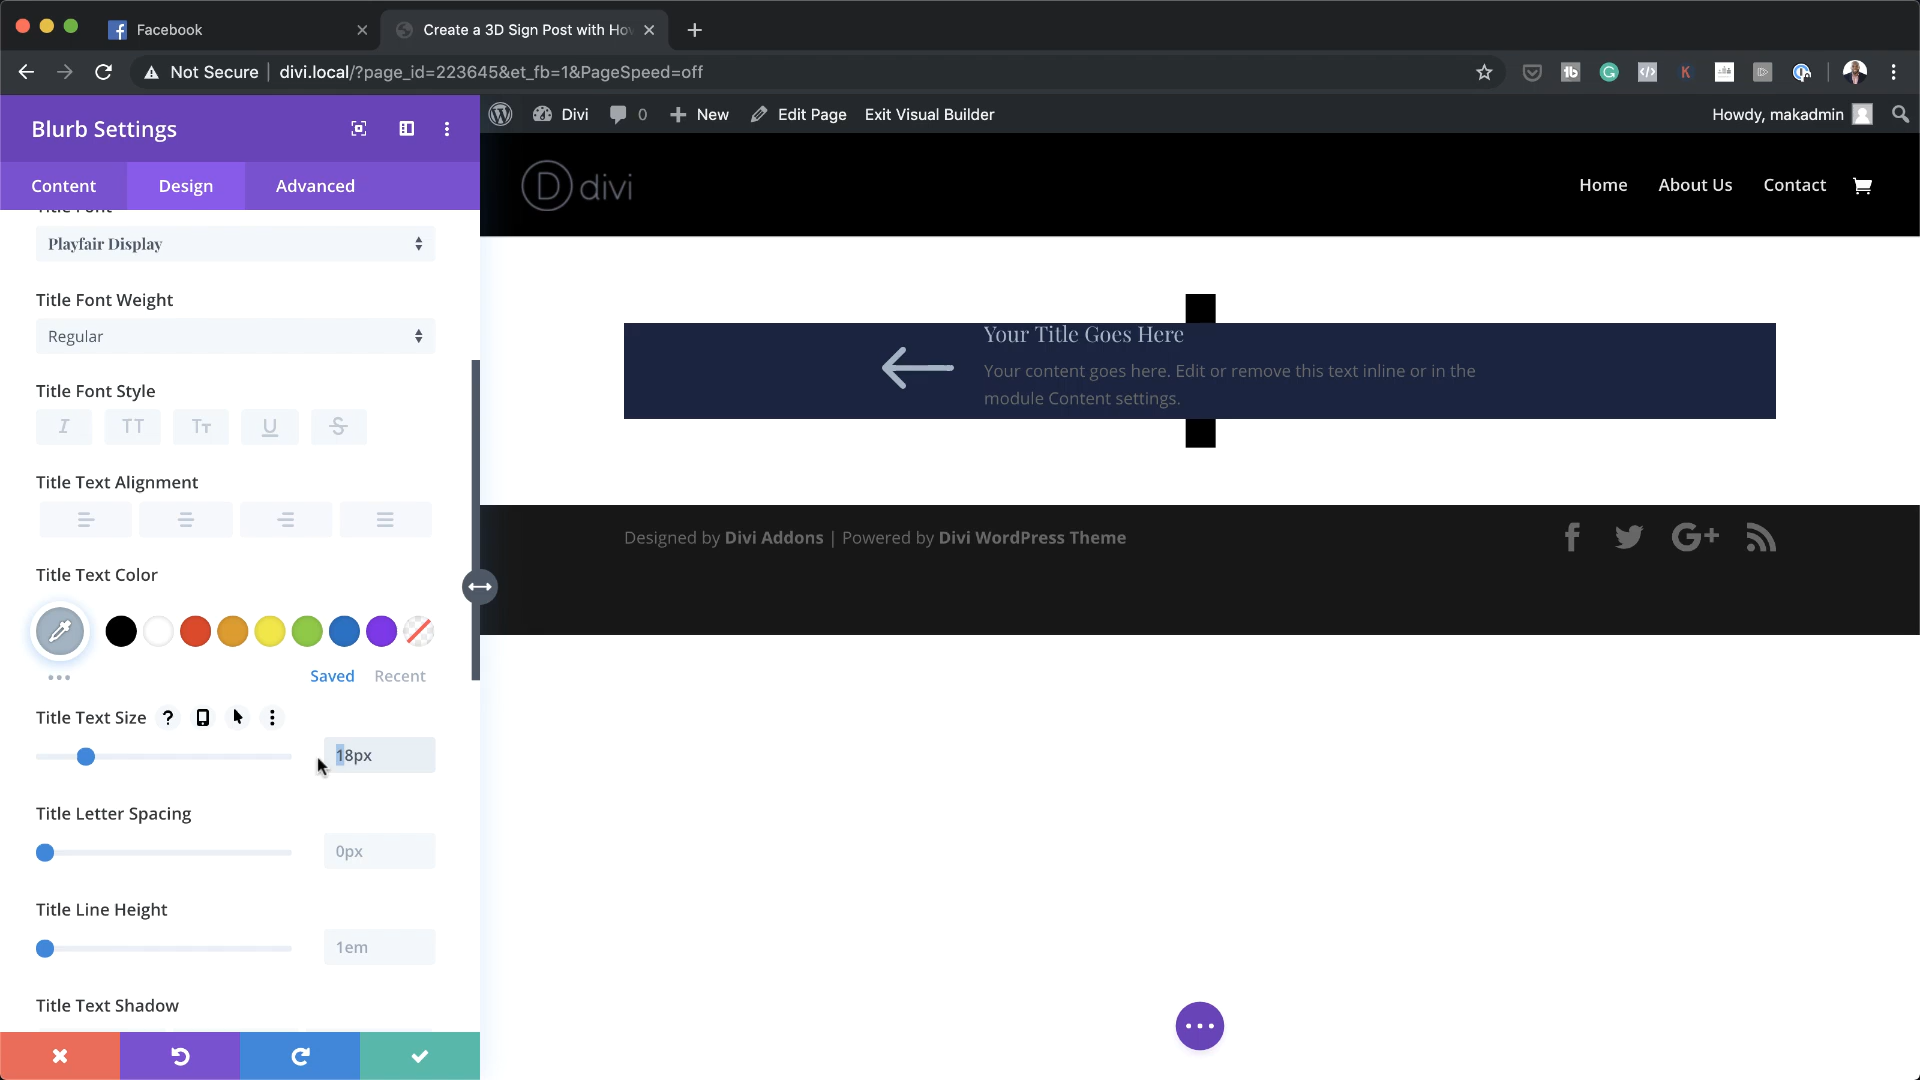 Facebook
Create a 3D Sign Post with Hov
Not Secure
divi.local/?page_id=223645&et_fb=1&PageSpeed=off
Blurb Settings
Divi
0
New
Edit Page
Exit Visual Builder
Howdy, makadmin
Content
Design
Advanced
divi
Home
About Us
Contact
Title Font
Playfair Display
Title Font Weight
Regular
Title Font Style
Title Text Alignment
Title Text Color
Saved
Recent
Title Text Size
18px
Title Letter Spacing
0px
Title Line Height
1em
Title Text Shadow
Your Title Goes Here
Your content goes here. Edit or remove this text inline or in the
module Content settings.
Designed by Divi Addons | Powered by Divi WordPress Theme